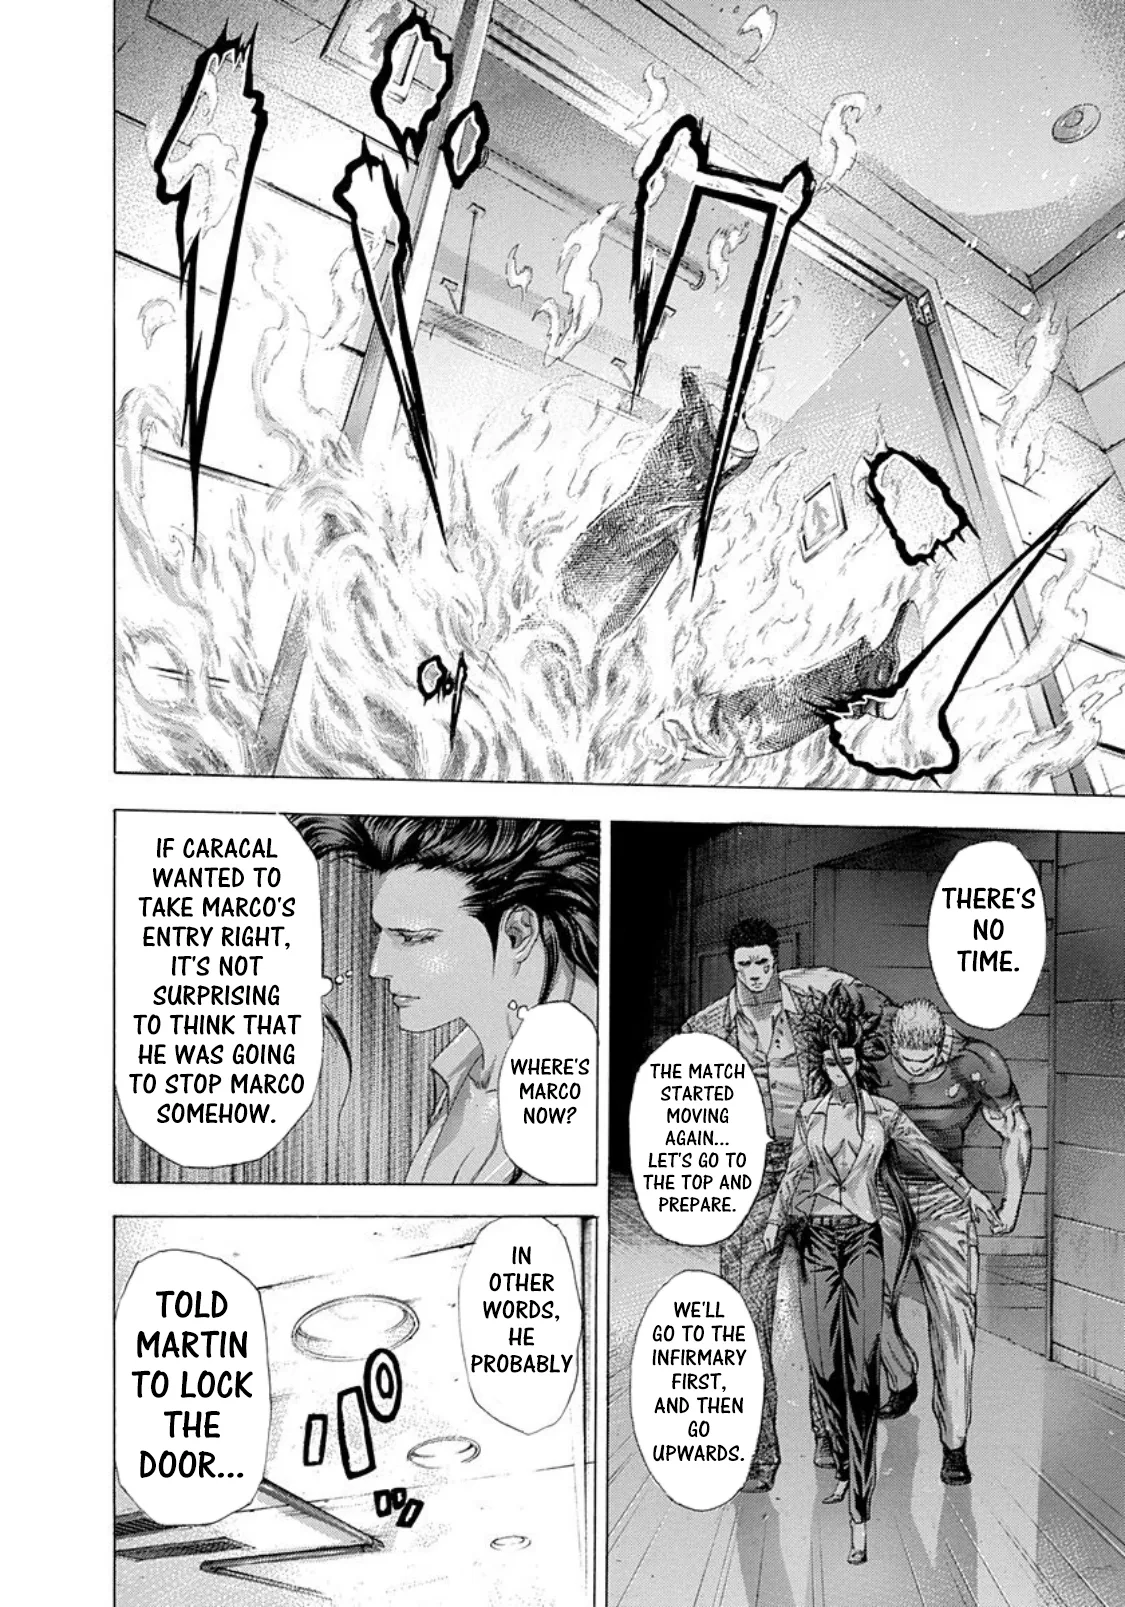 THERE'S
NO
TIME.
THE MATCH
STARTED
MOVING
AGAIN...
LET'S GO TO
THE TOP AND
PREPARE.
WE'LL
GO TO THE
INFIRMARY
FIRST,
AND THEN
GO
UPWARDS.
WHERE'S
MARCO
NOW?
IF CARACAL
WANTED TO
TAKE MARCO'S
ENTRY RIGHT,
IT'S NOT
SURPRISING
TO THINK THAT
HE WAS GOING
TO STOP MARCO
SOMEHOW.
IN
OTHER
WORDS,
HE
PROBABLY
TOLD
MARTIN
TO LOCK
THE
DOOR...